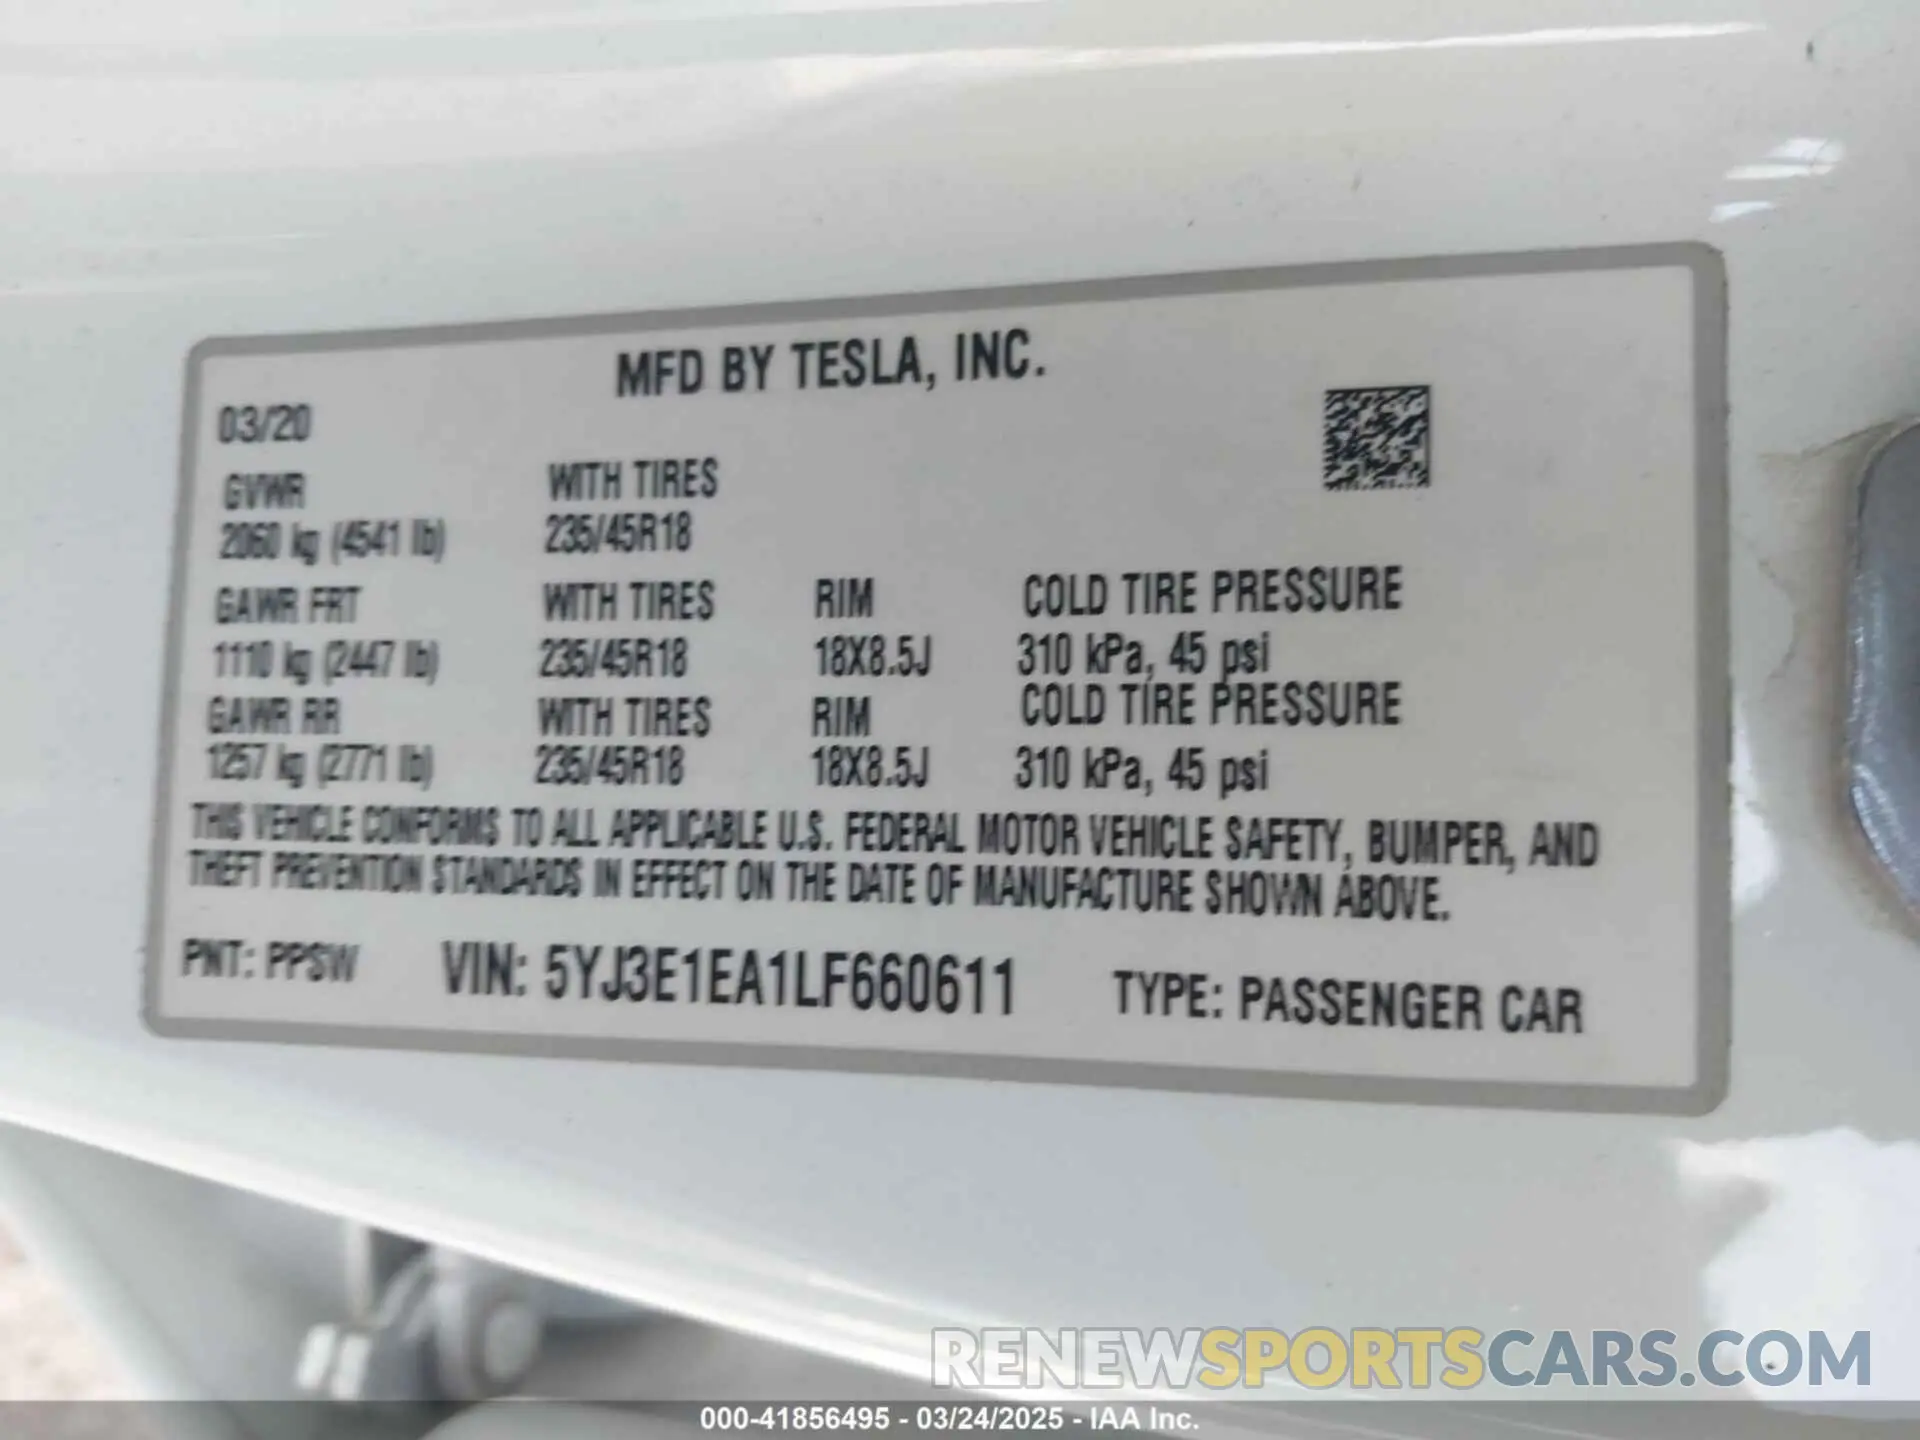 MFD BY TESLA, INC.
03/20
GVWR WITH TIRES
2060 kg (4541 lb) 235/45R18
GAWR FRT WITH TIRES RIM COLD TIRE PRESSURE
1110 kg (2447 lb) 235/45R18 18X8.5J 310 kPa, 45 psi
GAWR RR WITH TIRES RIM COLD TIRE PRESSURE
1257 kg (2771 lb) 235/45R18 18X8.5J 310 kPa, 45 psi
THIS VEHICLE CONFORMS TO ALL APPLICABLE U.S. FEDERAL MOTOR VEHICLE SAFETY, BUMPER, AND
THEFT PREVENTION STANDARDS IN EFFECT ON THE DATE OF MANUFACTURE SHOWN ABOVE.
PNT: PPSW VIN: 5YJ3E1EA1LF660611 TYPE: PASSENGER CAR
RENEWSPORTSCARS.COM
000-41856495 - 03/24/2025 - IAA Inc.